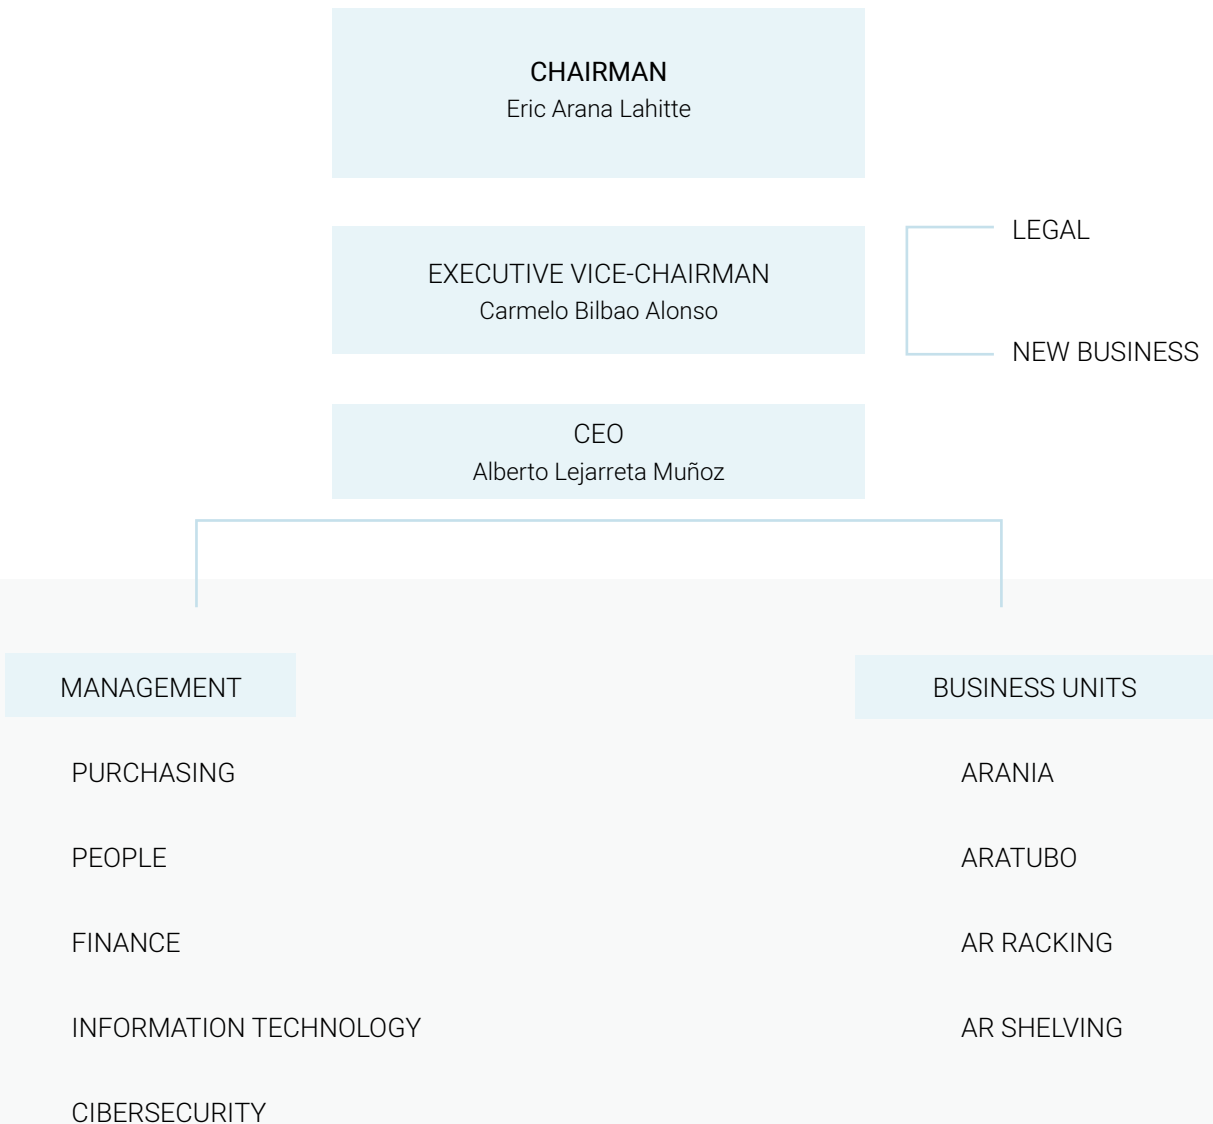 CHAIRMAN
Eric Arana Lahitte
LEGAL
EXECUTIVE VICE-CHAIRMAN
Carmelo Bilbao Alonso
NEW BUSINESS
CEO
Alberto Lejarreta Muñoz
MANAGEMENT
PURCHASING
PEOPLE
FINANCE
INFORMATION TECHNOLOGY
CIBERSECURITY
BUSINESS UNITS
ARANIA
ARATUBO
AR RACKING
AR SHELVING